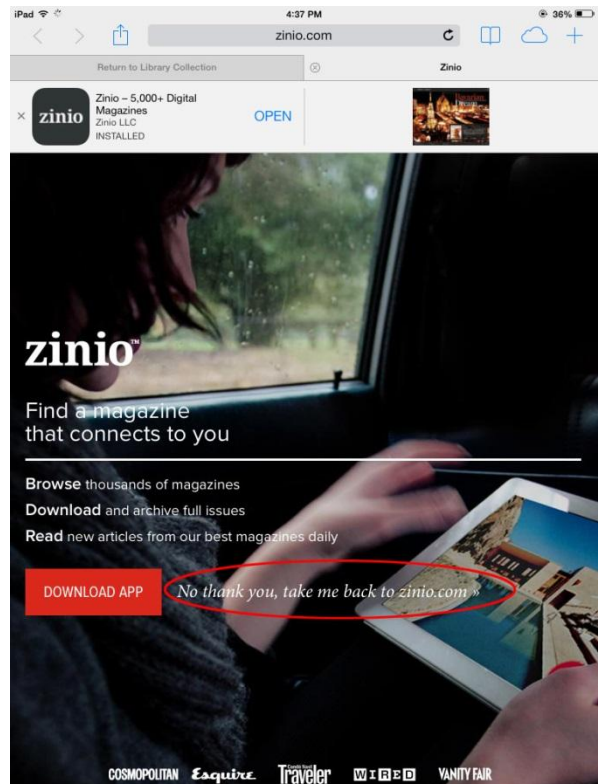 iPad 4:37 PM 36%
zinio.com
Return to Library Collection Zinio
zinio
Zinio – 5,000+ Digital
Magazines
Zinio LLC
INSTALLED
OPEN
zinio™
Find a magazine
that connects to you
Browse thousands of magazines
Download and archive full issues
Read new articles from our best magazines daily
DOWNLOAD APP No thank you, take me back to zinio.com »
COSMOPOLITAN Esquire Traveler WIRED VANITY FAIR